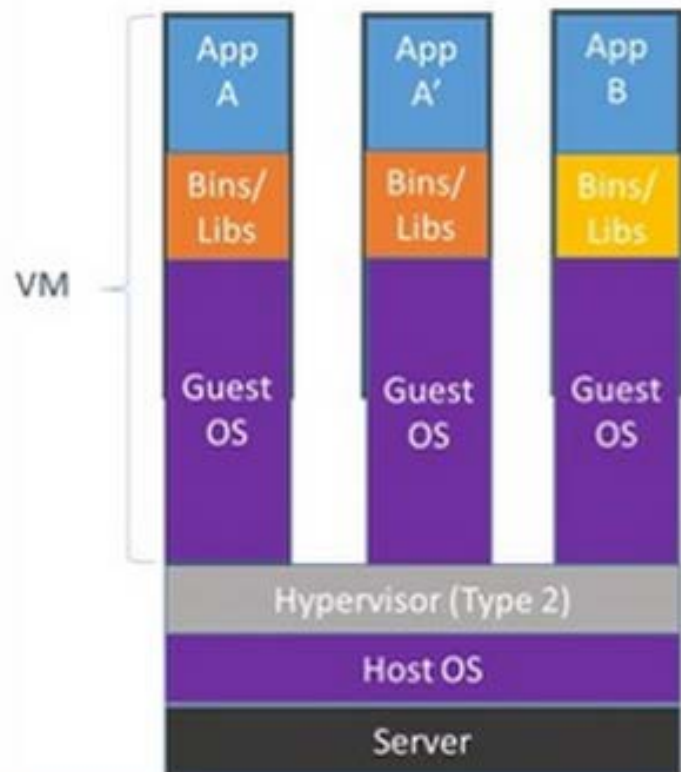 App
A
App
A'
App
B
Bins/
Libs
Bins/
Libs
Bins/
Libs
VM
Guest
OS
Guest
OS
Guest
OS
Hypervisor (Type 2)
Host OS
Server